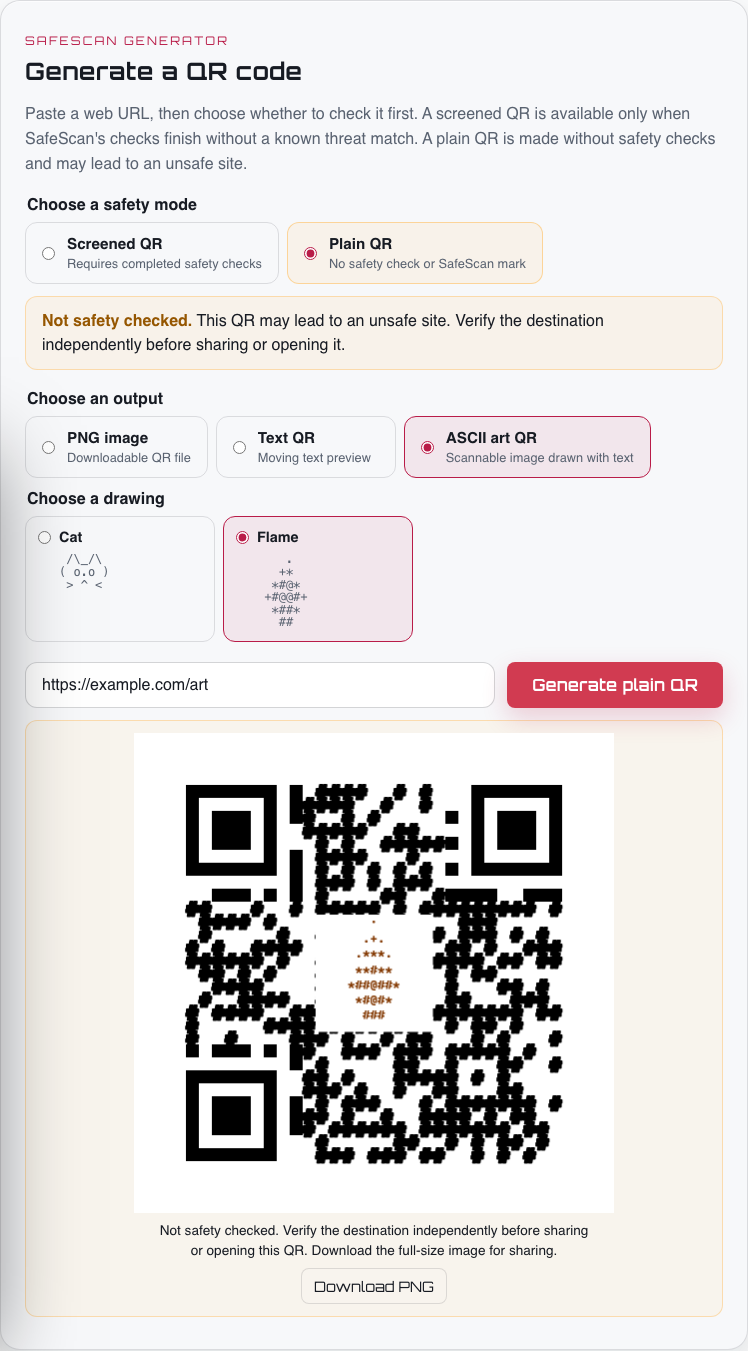 SAFESCAN GENERATOR
Generate a QR code
Paste a web URL, then choose whether to check it first. A screened QR is available only when
SafeScan's checks finish without a known threat match. A plain QR is made without safety checks
and may lead to an unsafe site.
Choose a safety mode
Screened QR
Requires completed safety checks
Plain QR
No safety check or SafeScan mark
Not safety checked. This QR may lead to an unsafe site. Verify the destination
independently before sharing or opening it.
Choose an output
PNG image
Downloadable QR file
Text QR
Moving text preview
ASCII art QR
Scannable image drawn with text
Choose a drawing
Cat
/\_/\
( o.o )
> ^ <
Flame
.
+*
*#@*
+#@@#+
*##*
##
https://example.com/art
Generate plain QR
.
.+.
.***.
**#**
*##@##*
*#@#*
###
Not safety checked. Verify the destination independently before sharing
or opening this QR. Download the full-size image for sharing.
Download PNG